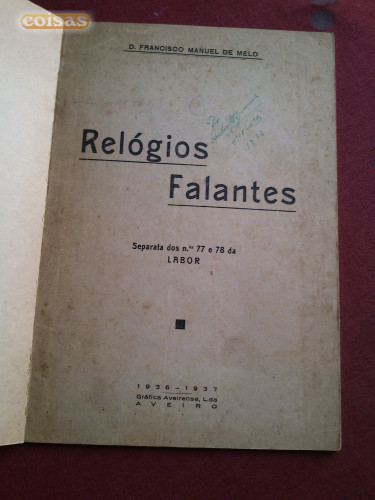 coisas
D. FRANCISCO MANUEL DE MELO
Relógios
Falantes
Separata dos n.os 77 e 78 da
LABOR
1936-1937
Gráfica Aveirense, L.da
AVEIRO